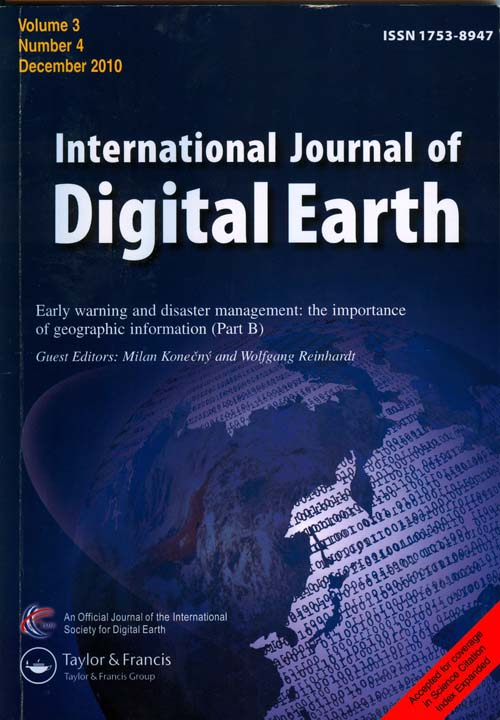 Volume 3
Number 4
December 2010
ISSN 1753-8947
International Journal of
Digital Earth
Early warning and disaster management: the importance
of geographic information (Part B)
Guest Editors: Milan Konečný and Wolfgang Reinhardt
An Official Journal of the International
Society for Digital Earth
Taylor & Francis
Taylor & Francis Group
Accepted for coverage
in Science Citation
Index Expanded